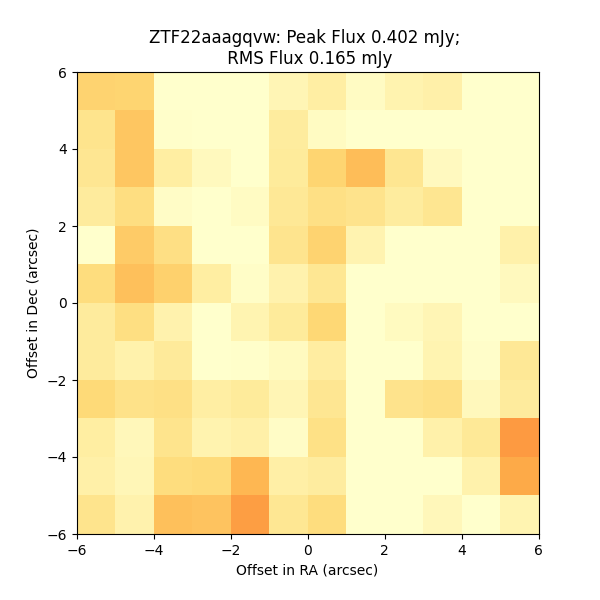 ZTF22aaagqvw: Peak Flux 0.402 mJy;
RMS Flux 0.165 mJy
6
4
2
0
−2
−4
−6
Offset in Dec (arcsec)
−6 −4 −2 0 2 4 6
Offset in RA (arcsec)